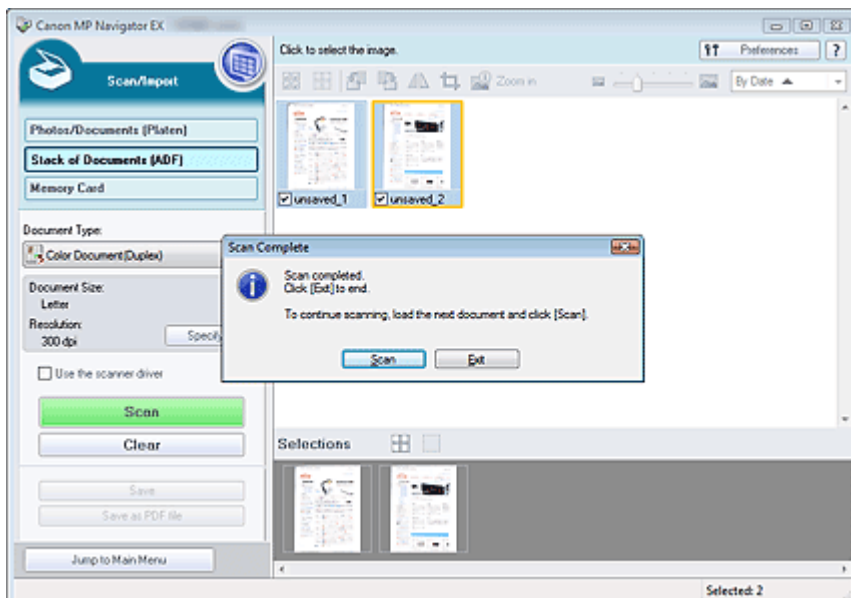 Canon MP Navigator EX
Scan/Import
Click to select the image.
Preferences
?
Zoom in
By Date
Photos/Documents (Platen)
Stack of Documents (ADF)
Memory Card
unsaved_1
unsaved_2
Document Type:
Color Document(Duplex)
Document Size:
Letter
Resolution:
300 dpi
Specify
Use the scanner driver
Scan
Clear
Save
Save as PDF file
Jump to Main Menu
Scan Complete
Scan completed.
Click [Exit] to end.
To continue scanning, load the next document and click [Scan].
Scan
Exit
Selections
Selected: 2